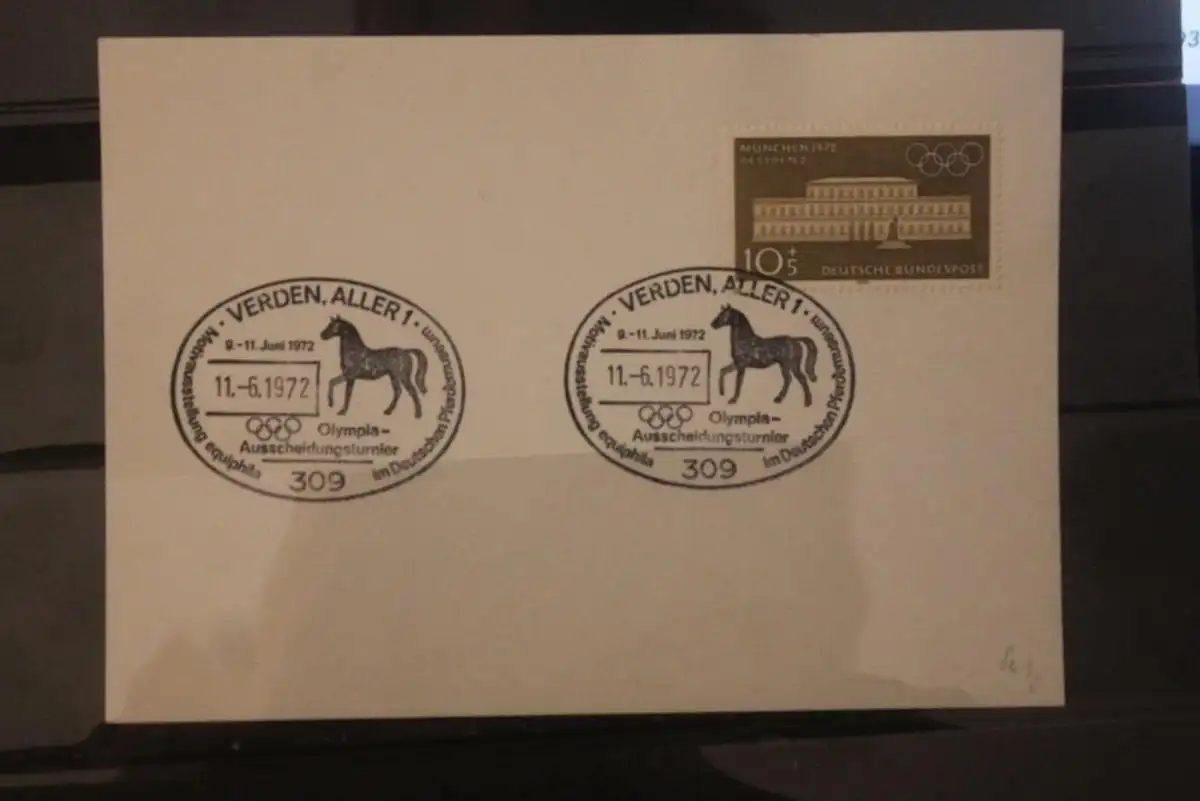 MÜNCHEN 1972
RESIDENZ
10+5 DEUTSCHE BUNDESPOST
· VERDEN, ALLER 1 ·
9.-11. Juni 1972
11.-6.1972
Olympia-
Ausscheidungsturnier
309
Motivausstellung equiphila im Deutschen Pferdemuseum
· VERDEN, ALLER 1 ·
9.-11. Juni 1972
11.-6.1972
Olympia-
Ausscheidungsturnier
309
Motivausstellung equiphila im Deutschen Pferdemuseum